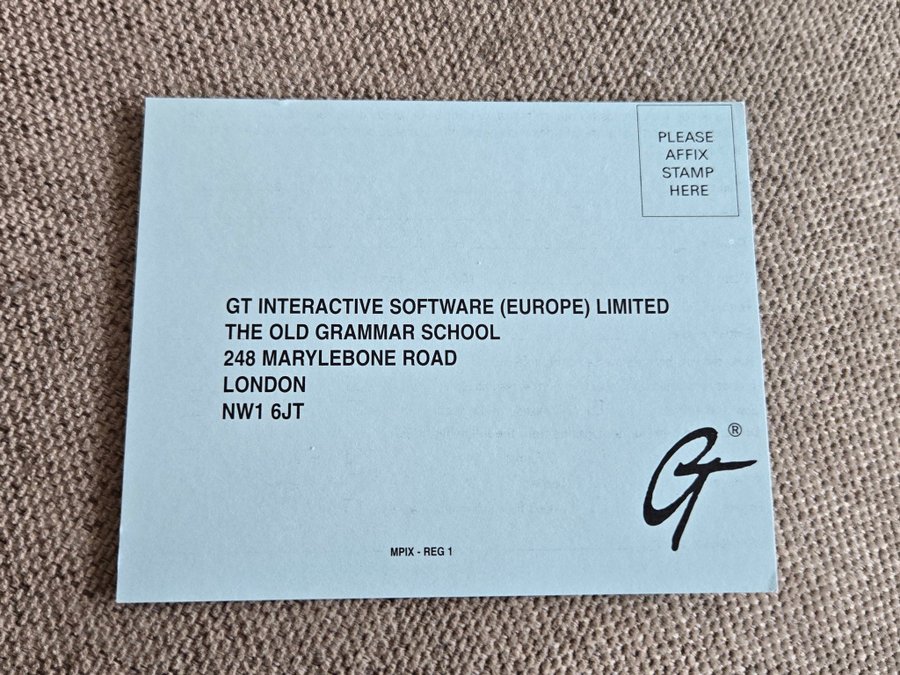 PLEASE
AFFIX
STAMP
HERE
GT INTERACTIVE SOFTWARE (EUROPE) LIMITED
THE OLD GRAMMAR SCHOOL
248 MARYLEBONE ROAD
LONDON
NW1 6JT
GT ®
MPIX - REG 1